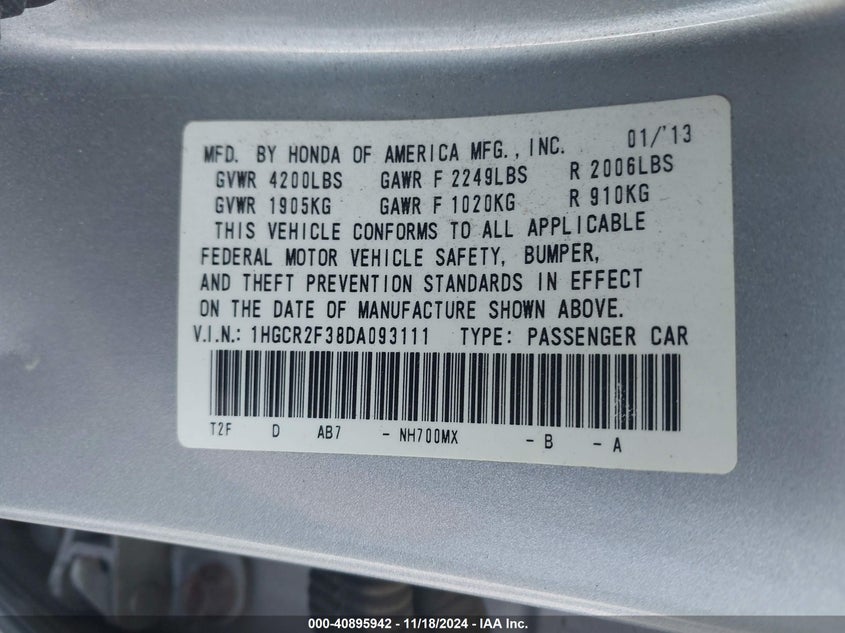 MFD. BY HONDA OF AMERICA MFG., INC. 01/'13
GVWR 4200LBS GAWR F 2249LBS R 2006LBS
GVWR 1905KG GAWR F 1020KG R 910KG
THIS VEHICLE CONFORMS TO ALL APPLICABLE
FEDERAL MOTOR VEHICLE SAFETY, BUMPER,
AND THEFT PREVENTION STANDARDS IN EFFECT
ON THE DATE OF MANUFACTURE SHOWN ABOVE.
V.I.N.: 1HGCR2F38DA093111 TYPE: PASSENGER CAR
T2F D AB7 - NH700MX - B - A
000-40895942 - 11/18/2024 - IAA Inc.